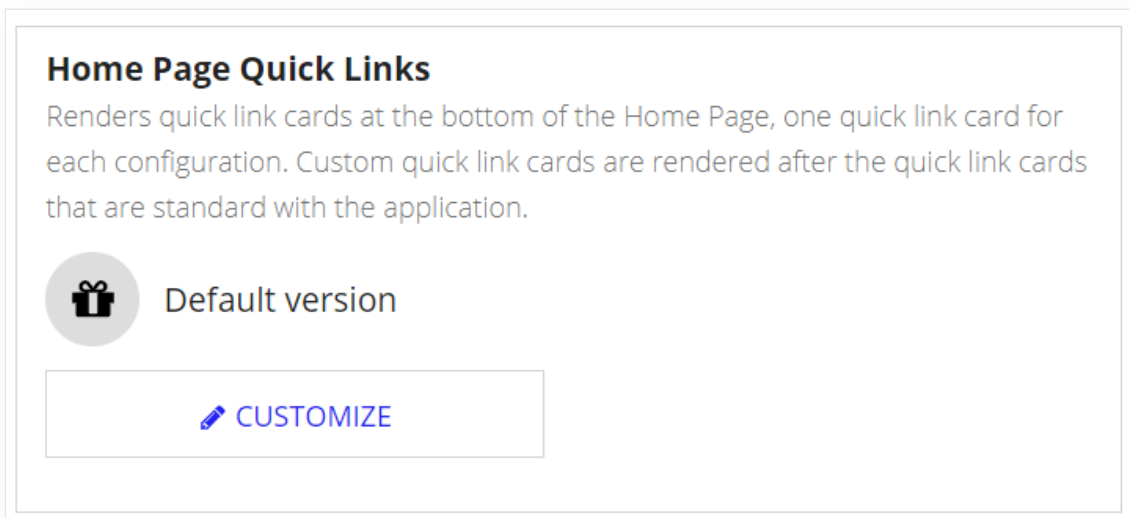 Home Page Quick Links
Renders quick link cards at the bottom of the Home Page, one quick link card for
each configuration. Custom quick link cards are rendered after the quick link cards
that are standard with the application.
Default version
CUSTOMIZE